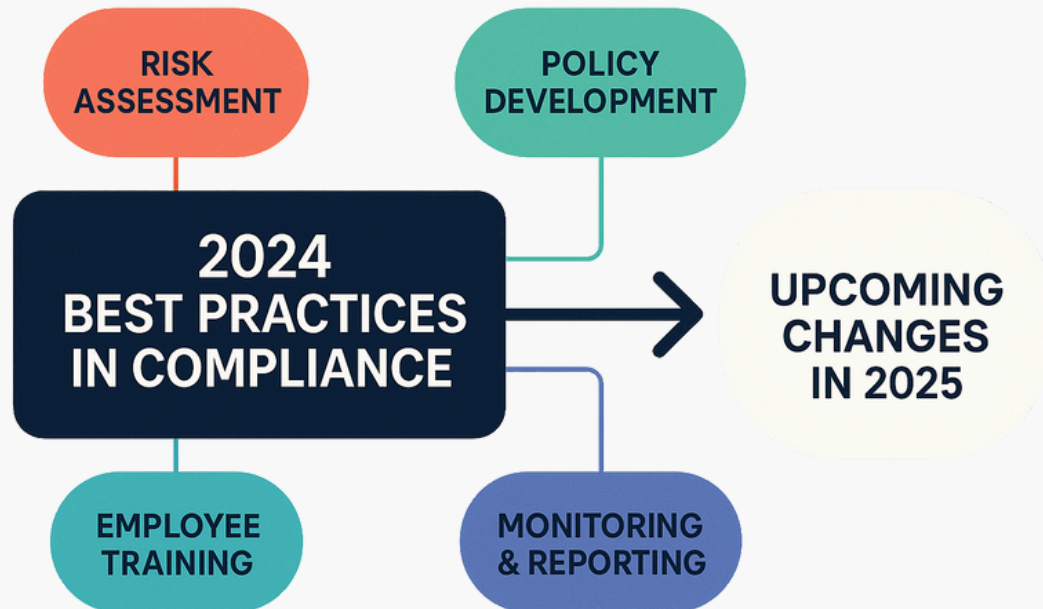 RISK
ASSESSMENT
POLICY
DEVELOPMENT
2024
BEST PRACTICES
IN COMPLIANCE
UPCOMING
CHANGES
IN 2025
EMPLOYEE
TRAINING
MONITORING
& REPORTING